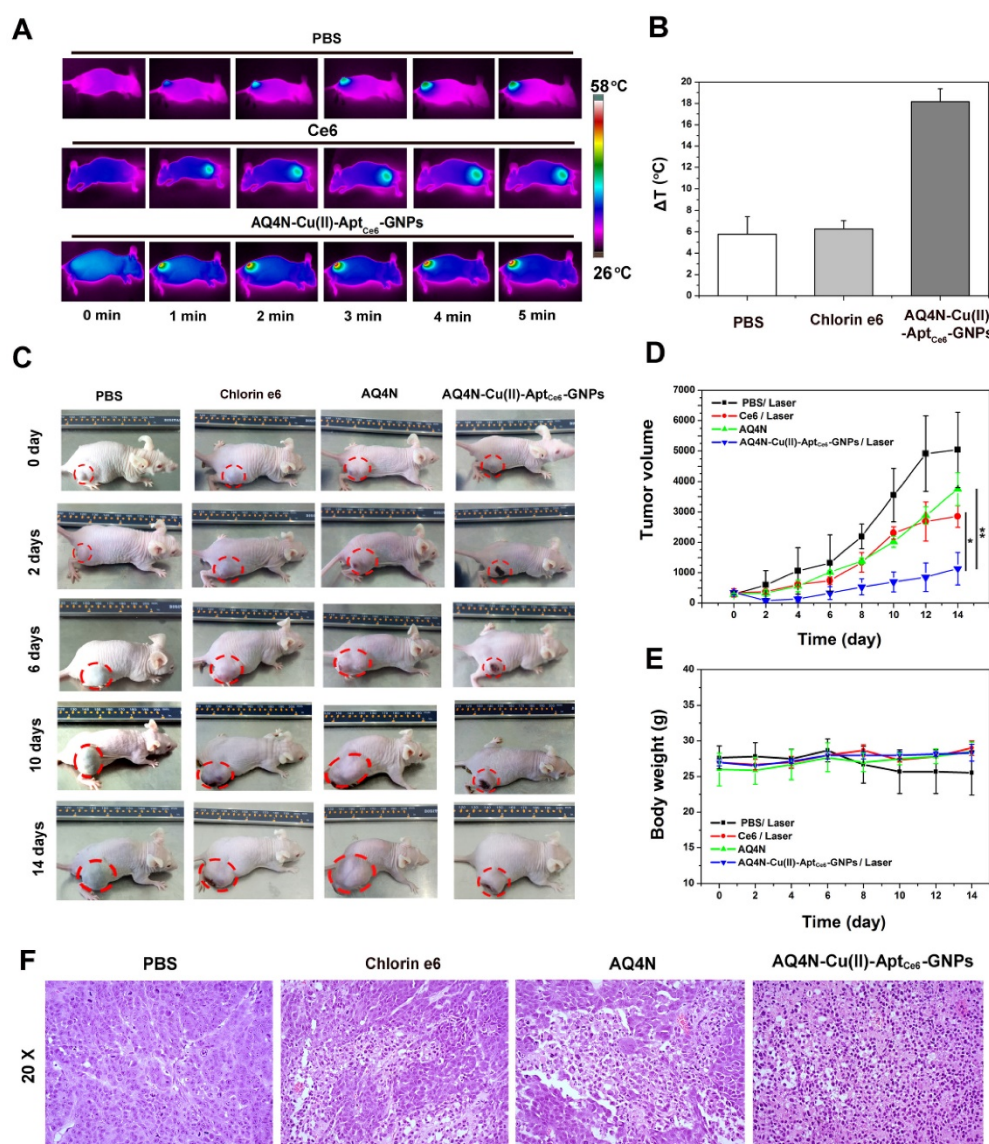 A
PBS
58 °C
Ce6
AQ4N-Cu(II)-AptCe6-GNPs
26 °C
0 min 1 min 2 min 3 min 4 min 5 min
B
ΔT (°C)
20
18
16
14
12
10
8
6
4
2
0
PBS Chlorin e6 AQ4N-Cu(II)
-AptCe6-GNPs
C
PBS Chlorin e6 AQ4N AQ4N-Cu(II)-AptCe6-GNPs
0 day
2 days
6 days
10 days
14 days
D
Tumor volume
7000
6000
5000
4000
3000
2000
1000
0
PBS/ Laser
Ce6 / Laser
AQ4N
AQ4N-Cu(II)-AptCe6-GNPs / Laser
*
**
0 2 4 6 8 10 12 14
Time (day)
E
Body weight (g)
40
35
30
25
20
15
10
PBS/ Laser
Ce6 / Laser
AQ4N
AQ4N-Cu(II)-AptCe6-GNPs / Laser
0 2 4 6 8 10 12 14
Time (day)
F
PBS Chlorin e6 AQ4N AQ4N-Cu(II)-AptCe6-GNPs
20 X